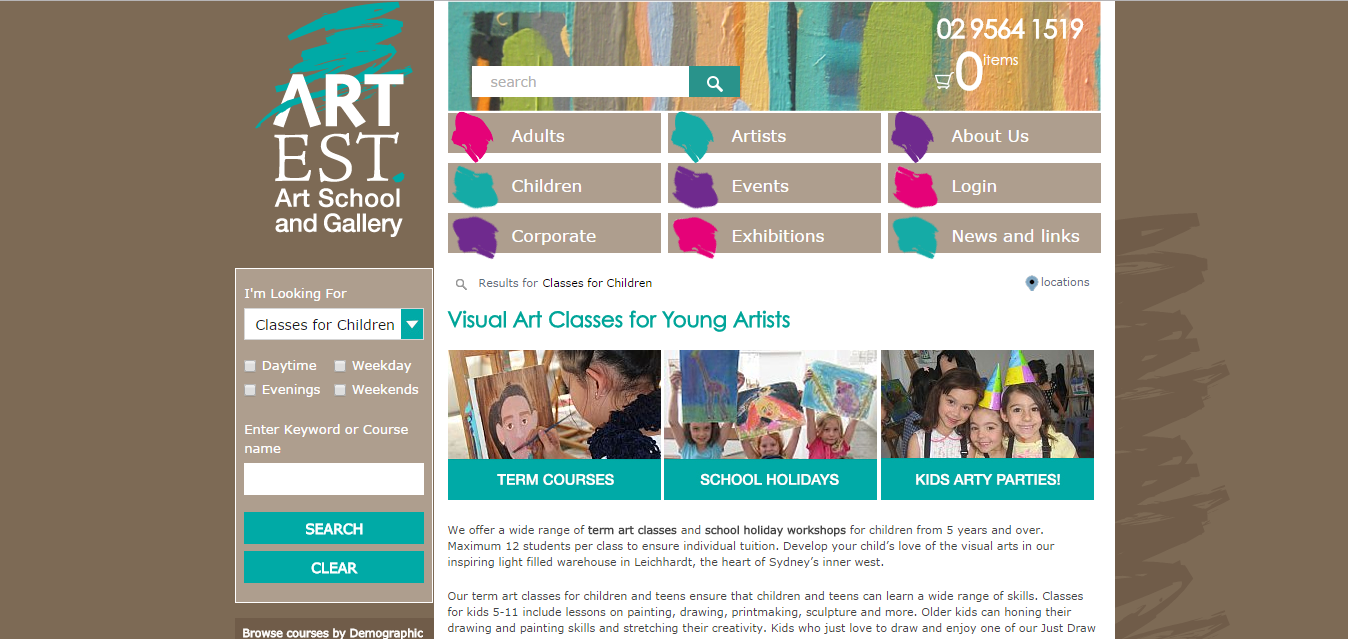 ART
EST.
Art School
and Gallery
search
02 9564 1519
0 items
Adults
Artists
About Us
Children
Events
Login
Corporate
Exhibitions
News and links
I'm Looking For
Classes for Children
Daytime
Weekday
Evenings
Weekends
Enter Keyword or Course
name
SEARCH
CLEAR
Browse courses by Demographic
Results for Classes for Children
locations
Visual Art Classes for Young Artists
TERM COURSES
SCHOOL HOLIDAYS
KIDS ARTY PARTIES!
We offer a wide range of term art classes and school holiday workshops for children from 5 years and over.
Maximum 12 students per class to ensure individual tuition. Develop your child's love of the visual arts in our
inspiring light filled warehouse in Leichhardt, the heart of Sydney's inner west.
Our term art classes for children and teens ensure that children and teens can learn a wide range of skills. Classes
for kids 5-11 include lessons on painting, drawing, printmaking, sculpture and more. Older kids can honing their
drawing and painting skills and stretching their creativity. Kids who just love to draw and enjoy one of our Just Draw